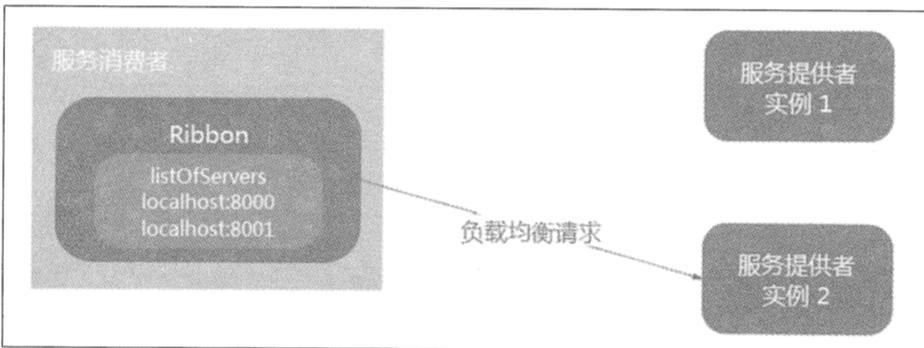 服务消费者
Ribbon
listOfServers
localhost:8000
localhost:8001
负载均衡请求
服务提供者
实例 1
服务提供者
实例 2